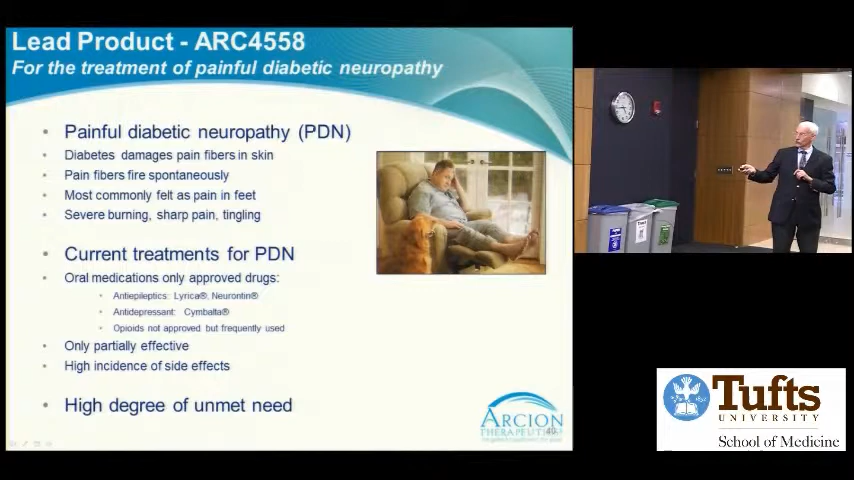 Lead Product - ARC4558
For the treatment of painful diabetic neuropathy
• Painful diabetic neuropathy (PDN)
• Diabetes damages pain fibers in skin
• Pain fibers fire spontaneously
• Most commonly felt as pain in feet
• Severe burning, sharp pain, tingling
• Current treatments for PDN
• Oral medications only approved drugs:
• Antiepileptics: Lyrica®, Neurontin®
• Antidepressant: Cymbalta®
• Opioids not approved but frequently used
• Only partially effective
• High incidence of side effects
• High degree of unmet need
ARCION
THERAPEUTICS
40
Tufts
UNIVERSITY
School of Medicine